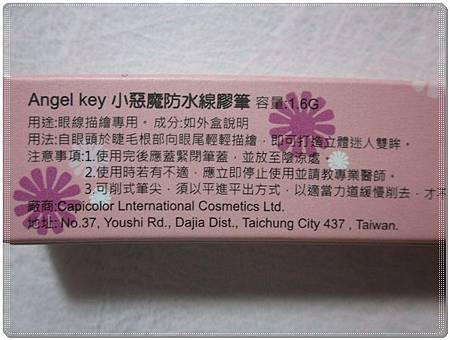 Angel key 小惡魔防水線膠筆 容量:1.6G
用途:眼線描繪專用。成分:如外盒說明
用法:自眼頭於睫毛根部向眼尾輕輕描繪，即可打造立體迷人雙眸。
注意事項:1.使用完後應蓋緊閉筆蓋，並放至陰涼處。
2.使用時若有不適，應立即停止使用並請教專業醫師。
3.可削式筆尖，須以平進平出方式，以適當力道緩慢削去，才不
廠商:Capicolor Lnternational Cosmetics Ltd.
地址: No.37, Youshi Rd., Dajia Dist., Taichung City 437 , Taiwan.